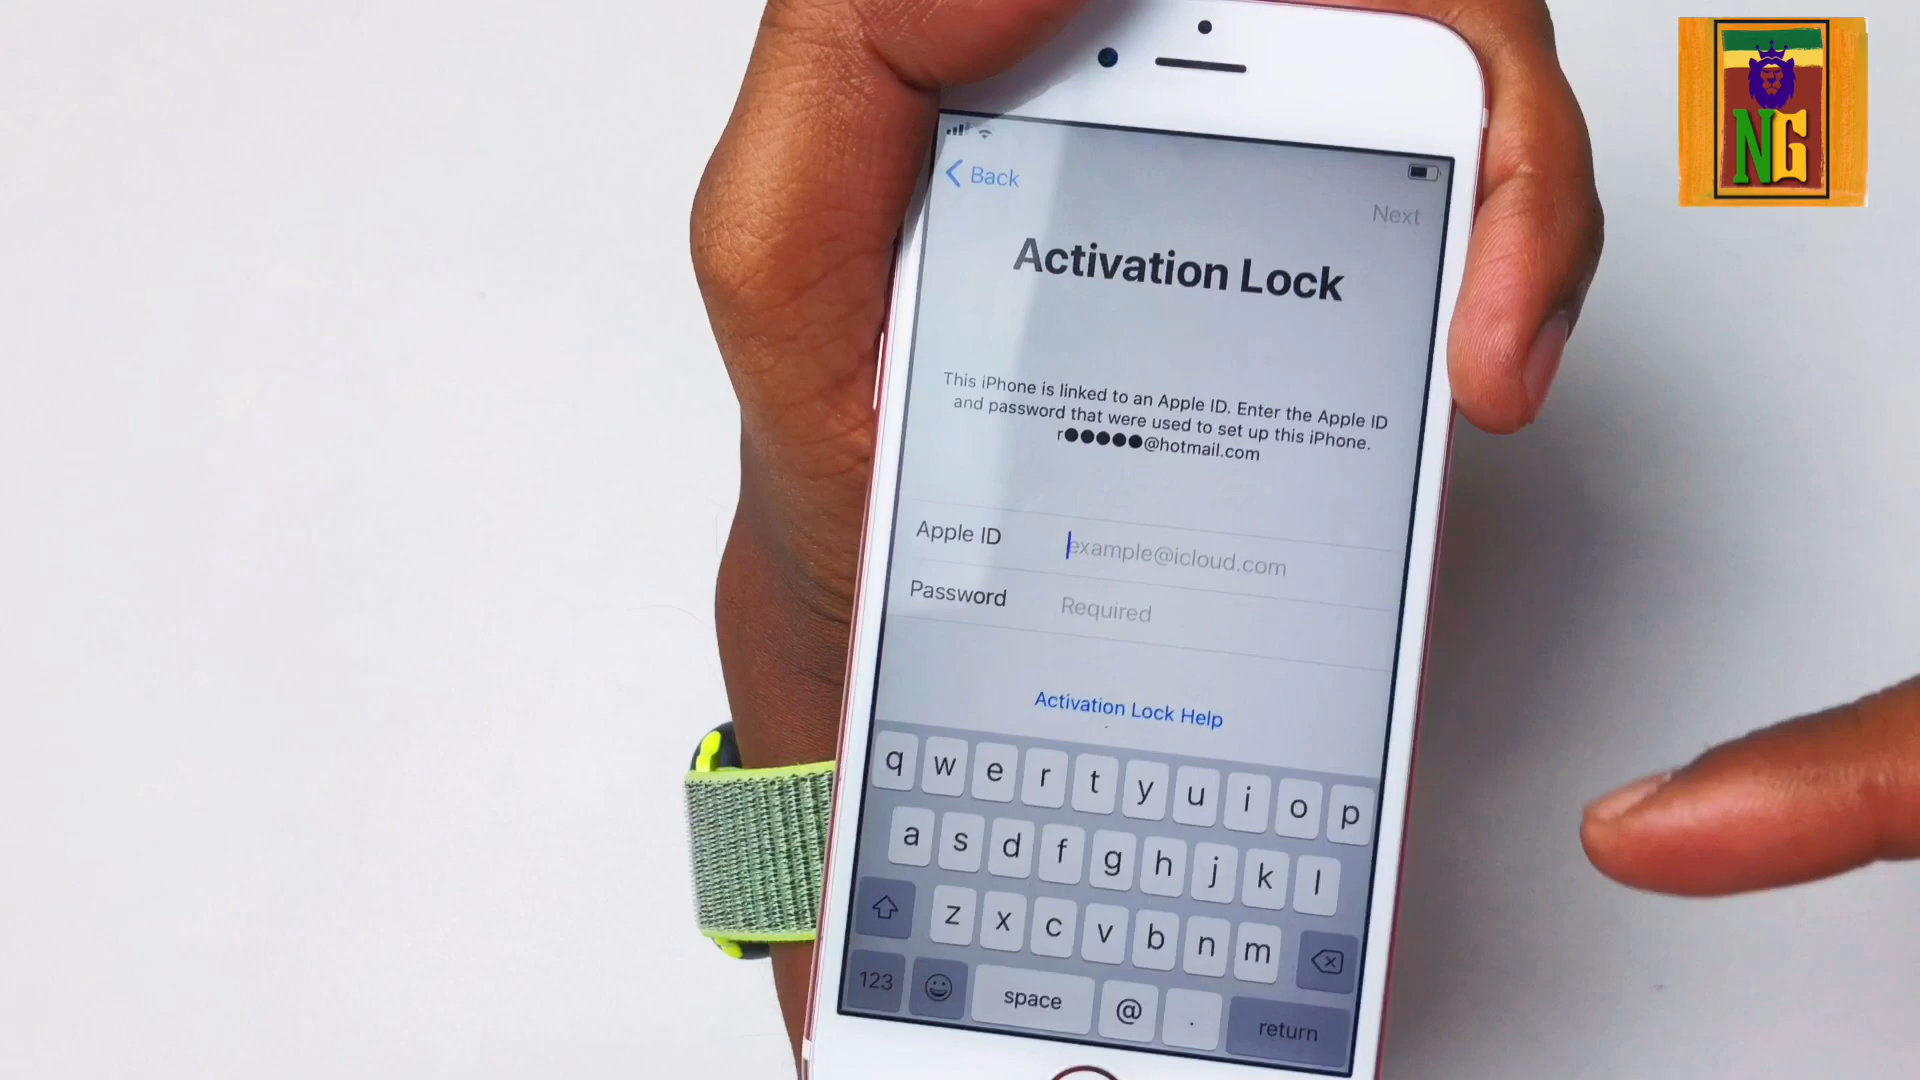 NG
Back
Next
Activation Lock
This iPhone is linked to an Apple ID. Enter the Apple ID
and password that were used to set up this iPhone.
r●●●●●@hotmail.com
Apple ID
example@icloud.com
Password
Required
Activation Lock Help
q w e r t y u i o p
a s d f g h j k l
z x c v b n m
123 space @ . return